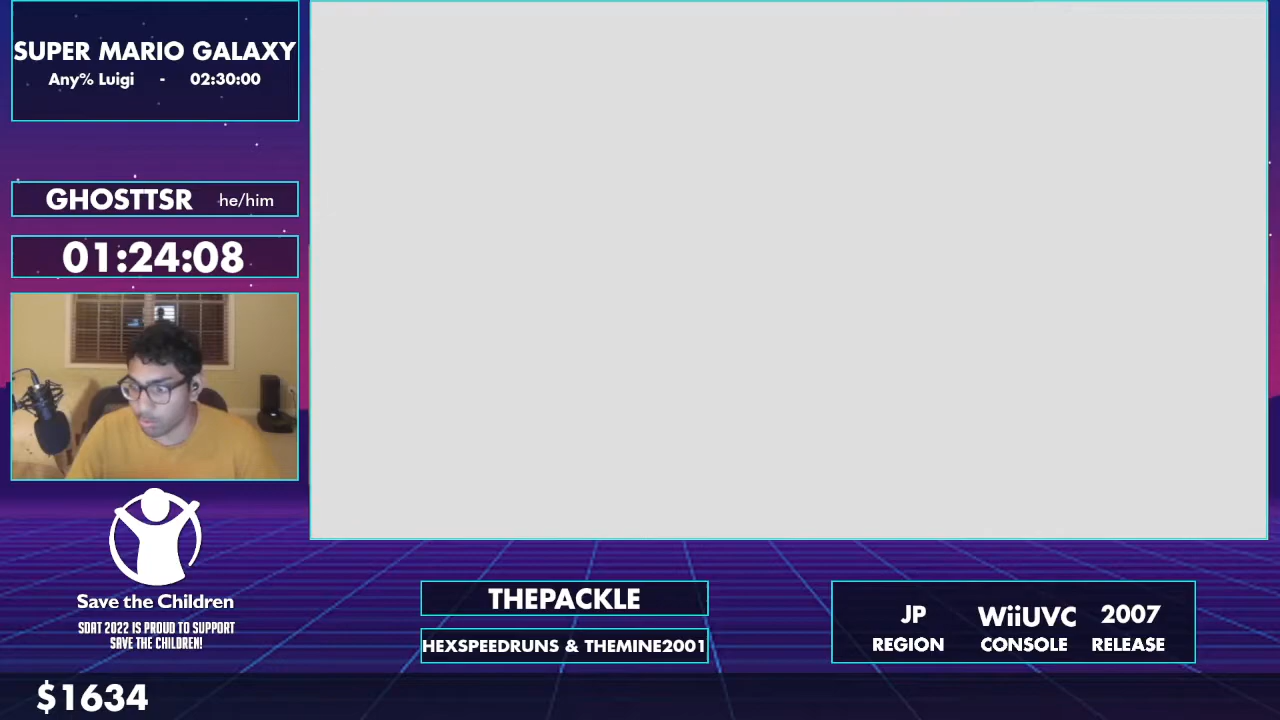 SUPER MARIO GALAXY
Any% Luigi - 02:30:00
GHOSTTSR he/him
01:24:08
Save the Children
SDAT 2022 IS PROUD TO SUPPORT
SAVE THE CHILDREN!
THEPACKLE
HEXSPEEDRUNS & THEMINE2001
JP WiiUVC 2007
REGION CONSOLE RELEASE
$1634